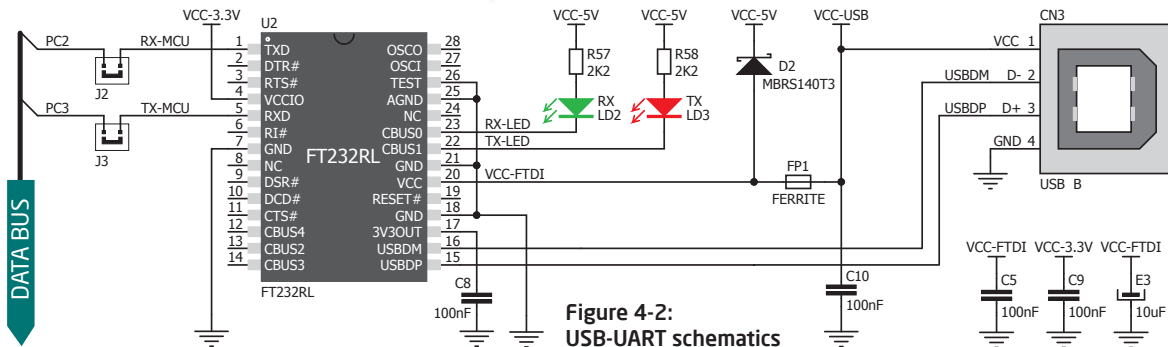 VCC-3.3V
U2
VCC-5V
VCC-5V
VCC-5V
VCC-USB
CN3
PC2
RX-MCU
J2
PC3
TX-MCU
J3
DATA BUS
1 TXD
2 DTR#
3 RTS#
4 VCCIO
5 RXD
6 RI#
7 GND
8 NC
9 DSR#
10 DCD#
11 CTS#
12 CBUS4
13 CBUS2
14 CBUS3
FT232RL
OSCO 28
OSCI 27
TEST 26
AGND 25
NC 24
CBUS0 23
CBUS1 22
GND 21
VCC 20
RESET# 19
GND 18
3V3OUT 17
USBDM 16
USBDP 15
FT232RL
RX-LED
TX-LED
VCC-FTDI
R57
2K2
RX
LD2
R58
2K2
TX
LD3
D2
MBRS140T3
FP1
FERRITE
VCC 1
USBDM D- 2
USBDP D+ 3
GND 4
USB B
C8
100nF
C10
100nF
VCC-FTDI
C5
100nF
VCC-3.3V
C9
100nF
VCC-FTDI
E3
10uF
Figure 4-2:
USB-UART schematics